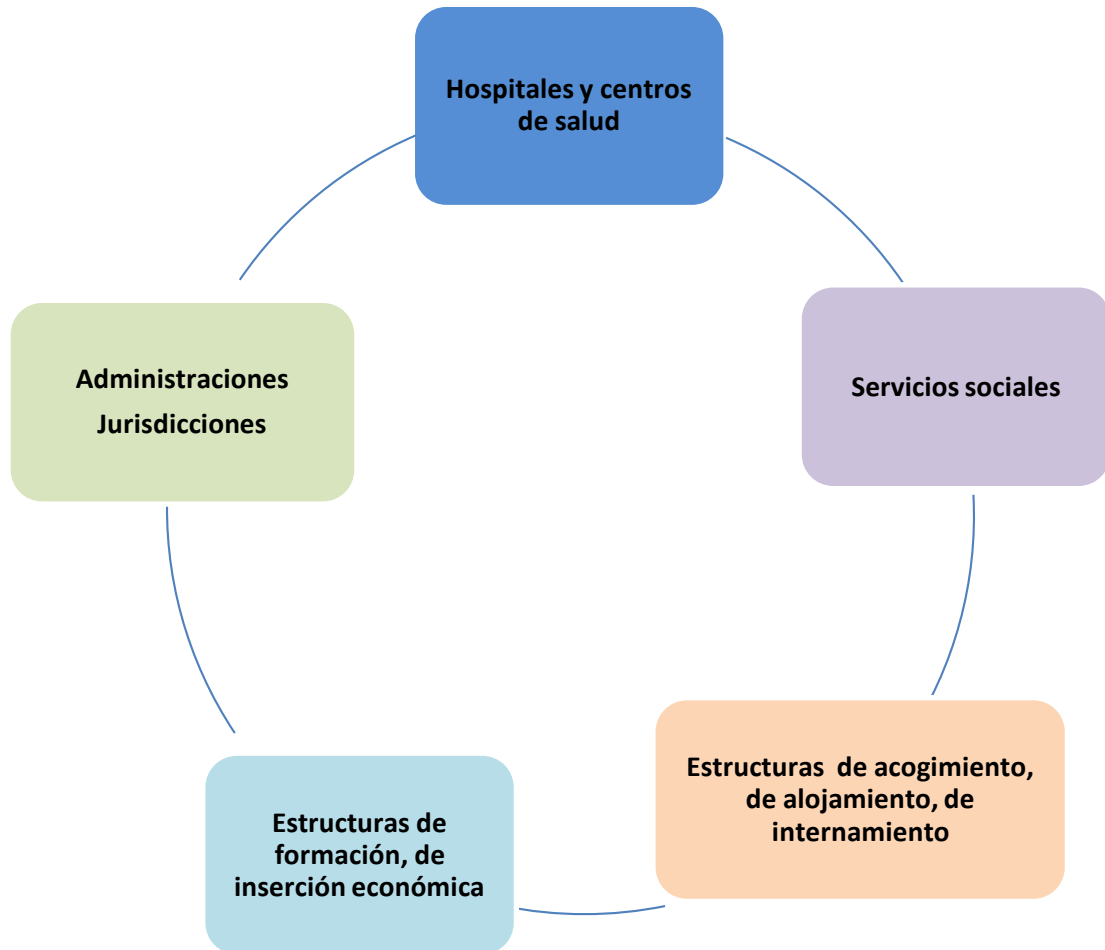 Hospitales y centros
de salud
Servicios sociales
Estructuras de acogimiento,
de alojamiento, de
internamiento
Estructuras de
formación, de
inserción económica
Administraciones
Jurisdicciones